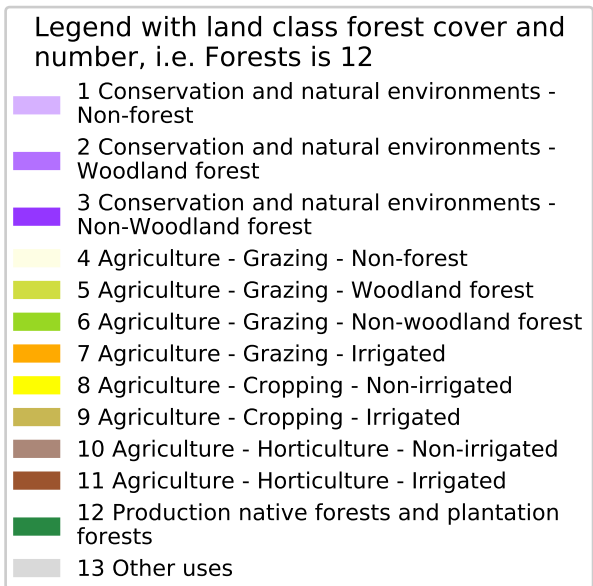 Legend with land class forest cover and
number, i.e. Forests is 12
1 Conservation and natural environments -
Non-forest
2 Conservation and natural environments -
Woodland forest
3 Conservation and natural environments -
Non-Woodland forest
4 Agriculture - Grazing - Non-forest
5 Agriculture - Grazing - Woodland forest
6 Agriculture - Grazing - Non-woodland forest
7 Agriculture - Grazing - Irrigated
8 Agriculture - Cropping - Non-irrigated
9 Agriculture - Cropping - Irrigated
10 Agriculture - Horticulture - Non-irrigated
11 Agriculture - Horticulture - Irrigated
12 Production native forests and plantation
forests
13 Other uses